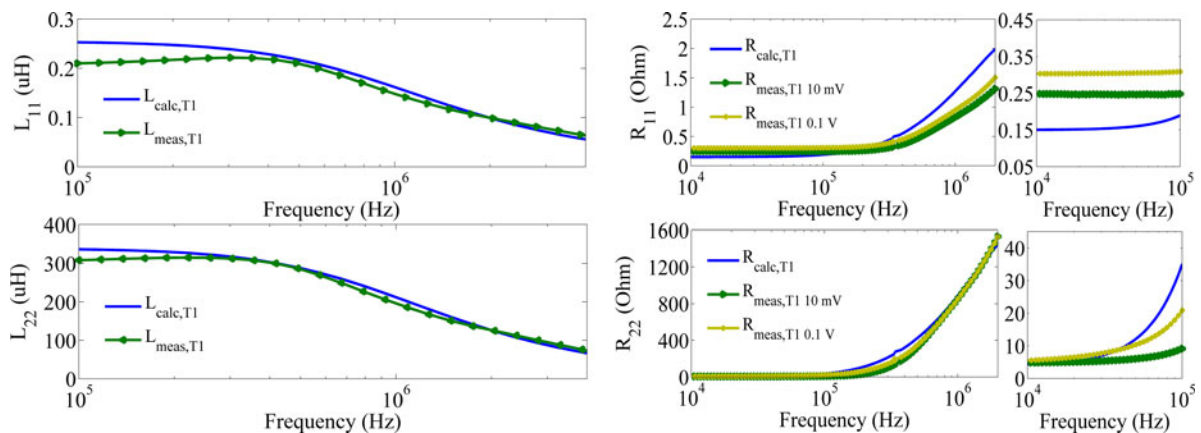 L11 (uH)
0.3
0.2
0.1
0
Lcalc,T1
Lmeas,T1
10^5
10^6
Frequency (Hz)
R11 (Ohm)
2.5
2
1.5
1
0.5
0
Rcalc,T1
Rmeas,T1 10 mV
Rmeas,T1 0.1 V
10^4
10^5
10^6
Frequency (Hz)
0.45
0.35
0.25
0.15
0.05
10^4
10^5
Frequency (Hz)
L22 (uH)
400
300
200
100
0
Lcalc,T1
Lmeas,T1
10^5
10^6
Frequency (Hz)
R22 (Ohm)
1600
1200
800
400
0
Rcalc,T1
Rmeas,T1 10 mV
Rmeas,T1 0.1 V
10^4
10^5
10^6
Frequency (Hz)
40
30
20
10
0
10^4
10^5
Frequency (Hz)